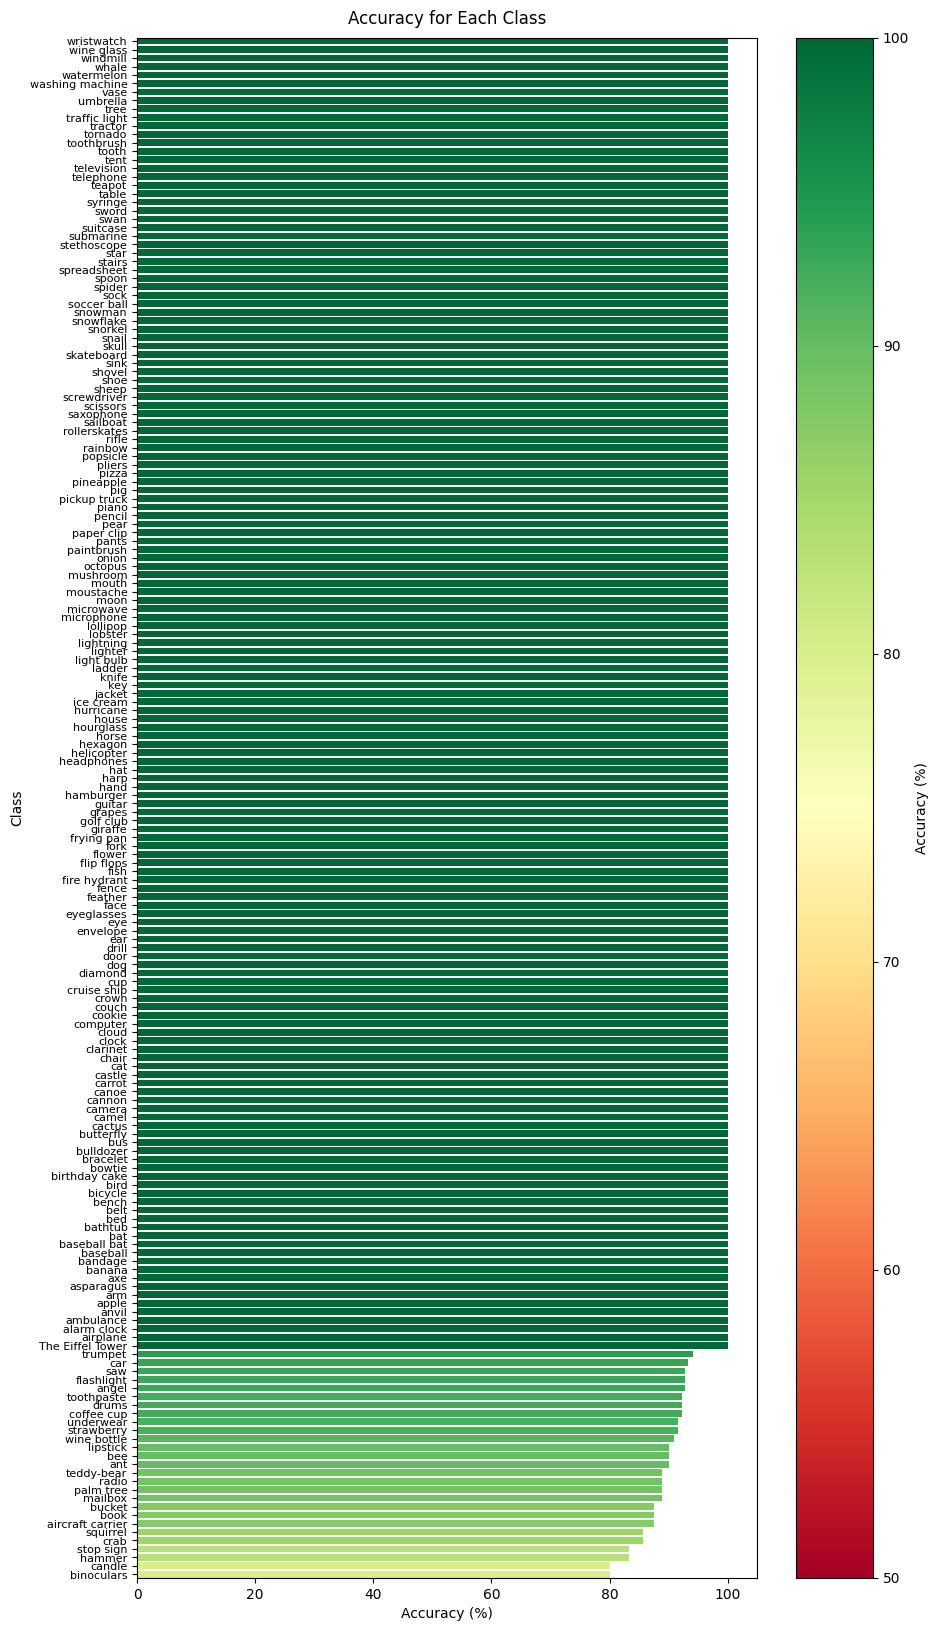 Accuracy for Each Class
wristwatch
wine glass
windmill
whale
watermelon
washing machine
vase
umbrella
tree
traffic light
tractor
tornado
toothbrush
tooth
tent
television
telephone
teapot
table
syringe
sword
swan
suitcase
submarine
stethoscope
star
stairs
spreadsheet
spoon
spider
sock
soccer ball
snowman
snowflake
snorkel
snail
skull
skateboard
sink
shovel
shoe
sheep
screwdriver
scissors
saxophone
sailboat
rollerskates
rifle
rainbow
popsicle
pliers
pizza
pineapple
pig
pickup truck
piano
pencil
pear
paper clip
pants
paintbrush
onion
octopus
mushroom
mouth
moustache
moon
microwave
microphone
lollipop
lobster
lightning
lighter
light bulb
ladder
knife
key
jacket
ice cream
hurricane
house
hourglass
horse
hexagon
helicopter
headphones
hat
harp
hand
hamburger
guitar
grapes
golf club
giraffe
frying pan
fork
flower
flip flops
fish
fire hydrant
fence
feather
face
eyeglasses
eye
envelope
ear
drill
door
dog
diamond
cup
cruise ship
crown
couch
cookie
computer
cloud
clock
clarinet
chair
cat
castle
carrot
canoe
cannon
camera
camel
cactus
butterfly
bus
bulldozer
bracelet
bowtie
birthday cake
bird
bicycle
bench
belt
bed
bathtub
bat
baseball bat
baseball
bandage
banana
axe
asparagus
arm
apple
anvil
ambulance
alarm clock
airplane
The Eiffel Tower
trumpet
car
saw
flashlight
angel
toothpaste
drums
coffee cup
underwear
strawberry
wine bottle
lipstick
bee
ant
teddy-bear
radio
palm tree
mailbox
bucket
book
aircraft carrier
squirrel
crab
stop sign
hammer
candle
binoculars
Class
0 20 40 60 80 100
Accuracy (%)
100
90
80
70
60
50
Accuracy (%)